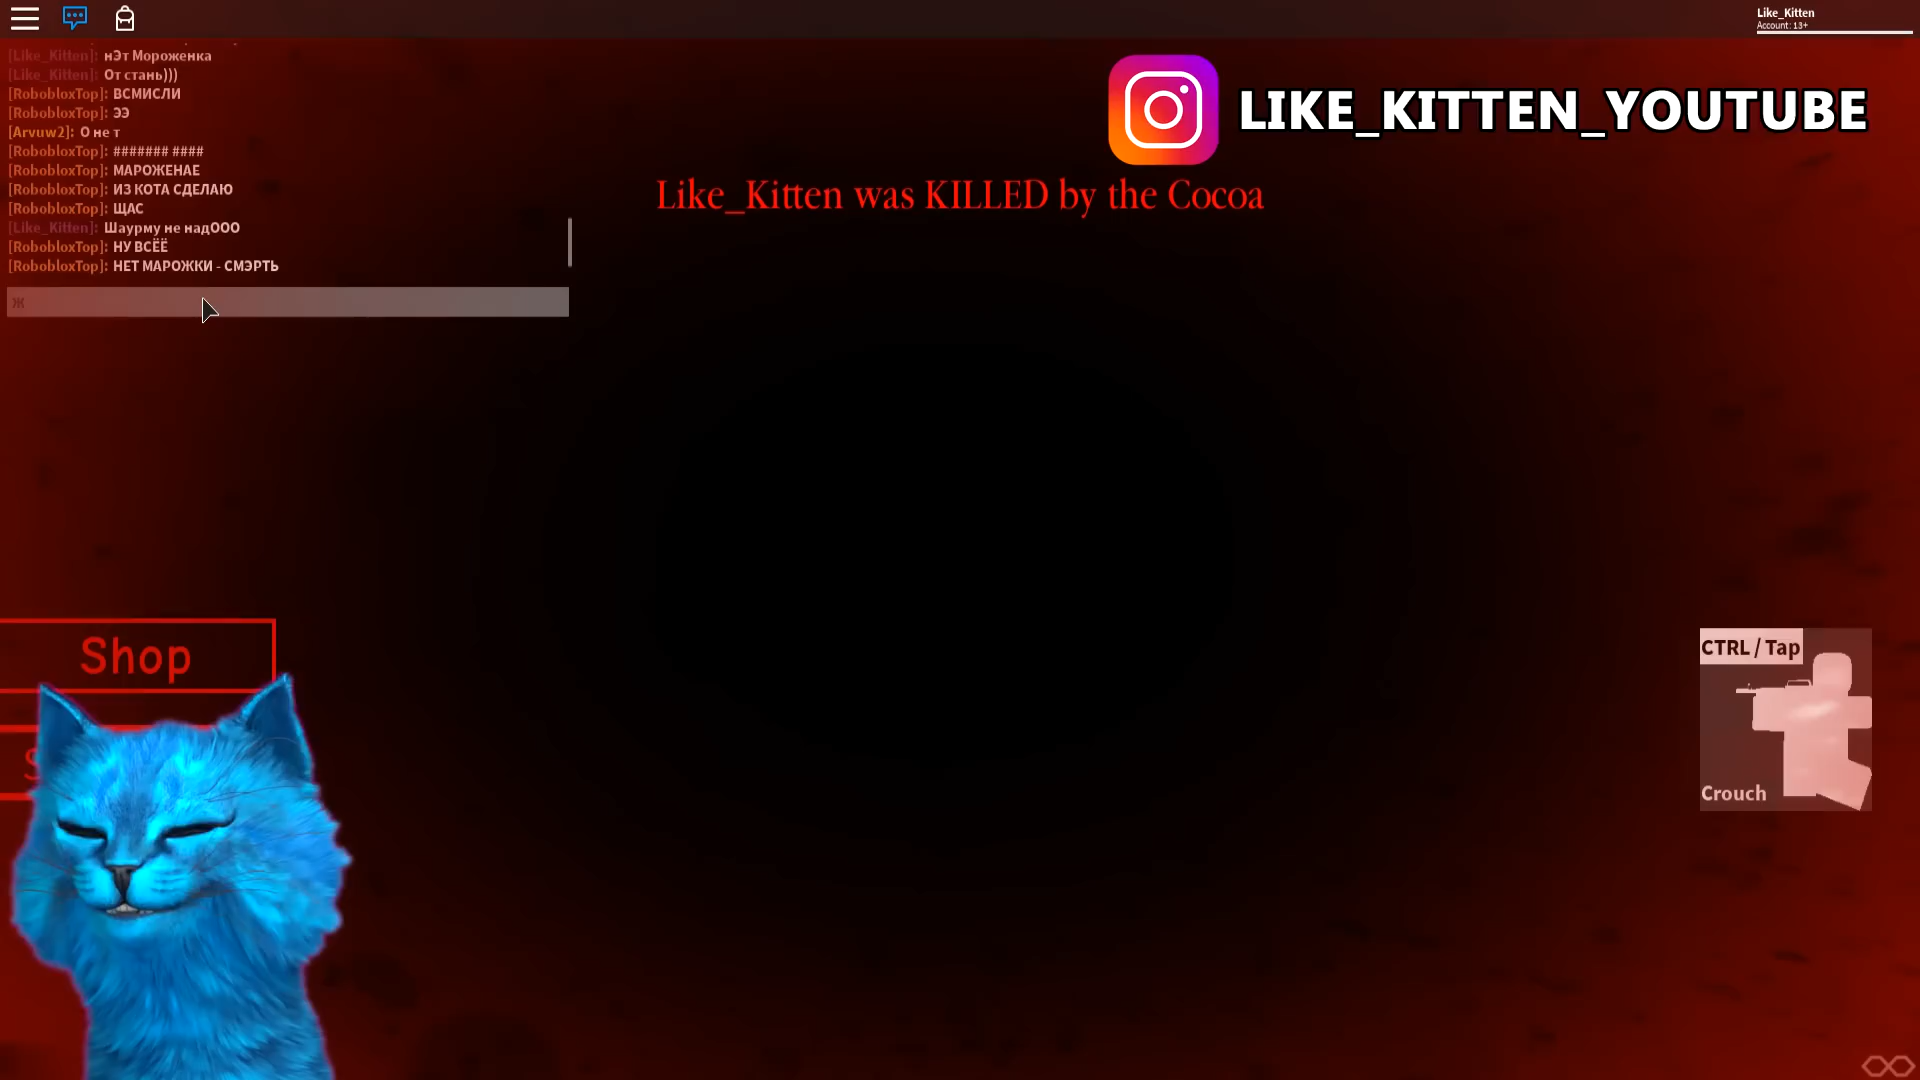 Like_Kitten
Account: 13+
[Like_Kitten]: нЭт Мороженка
[Like_Kitten]: От стань)))
[RobobloxTop]: ВСМИСЛИ
[RobobloxTop]: ЭЭ
[Arvuw2]: О не т
[RobobloxTop]: ####### ####
[RobobloxTop]: МАРОЖЕНАЕ
[RobobloxTop]: ИЗ КОТА СДЕЛАЮ
[RobobloxTop]: ЩАС
[Like_Kitten]: Шаурму не надООО
[RobobloxTop]: НУ ВСЁЁ
[RobobloxTop]: НЕТ МАРОЖКИ - СМЭРТЬ
ж
LIKE_KITTEN_YOUTUBE
Like_Kitten was KILLED by the Cocoa
Shop
CTRL / Tap
Crouch